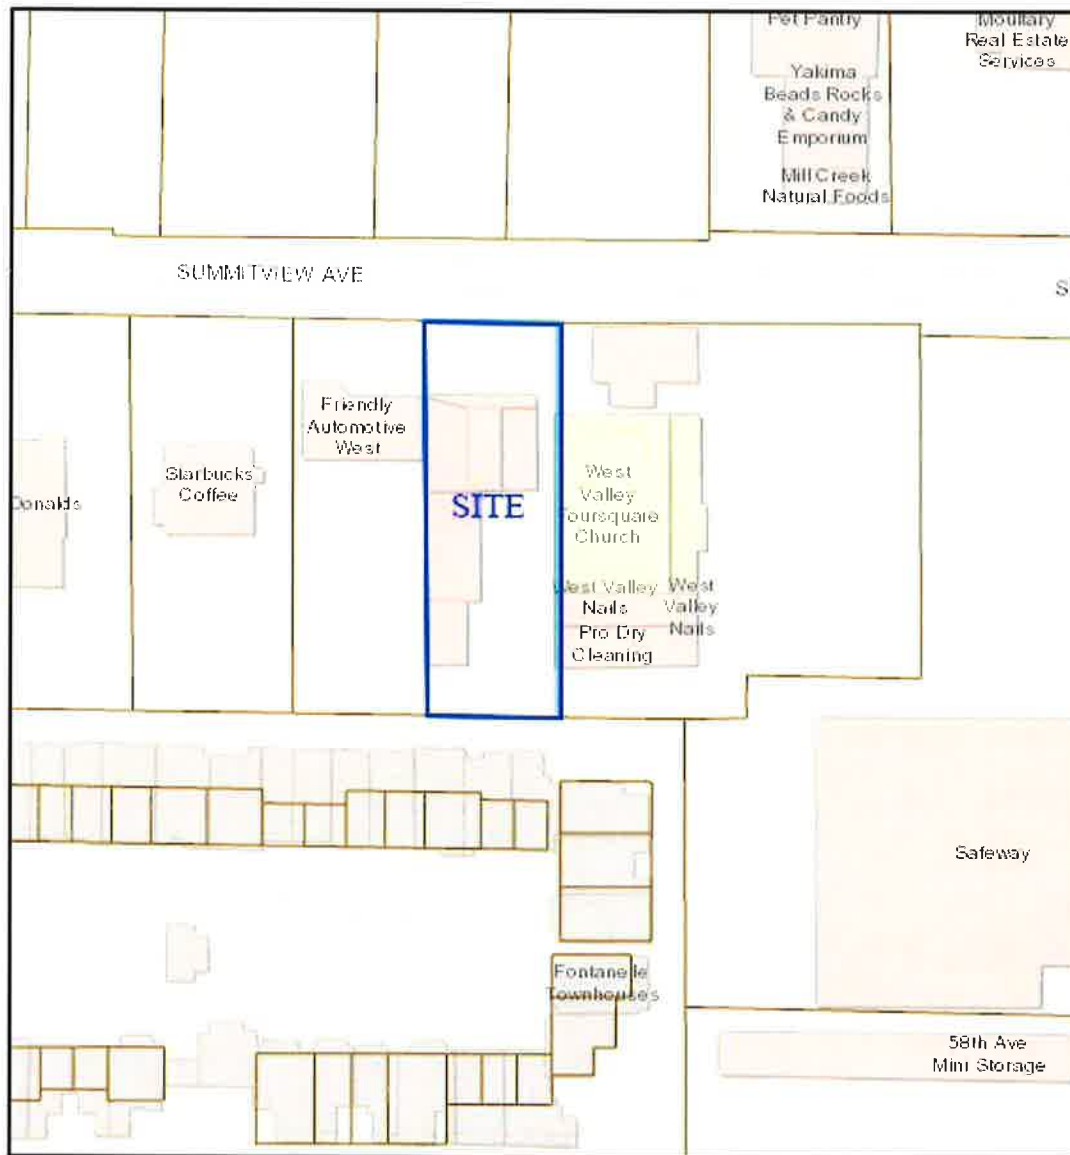 Pet Pantry
Moultray
Real Estate
Services
Yakima
Beads Rocks
& Candy
Emporium
Mill Creek
Natural Foods
SUMMITVIEW AVE
S
Friendly
Automotive
West
Starbucks
Coffee
Donalds
SITE
West
Valley
Foursquare
Church
West Valley
Nails
West
Valley
Nails
Pro Dry
Cleaning
Safeway
Fontanelle
Townhouses
58th Ave
Mini Storage